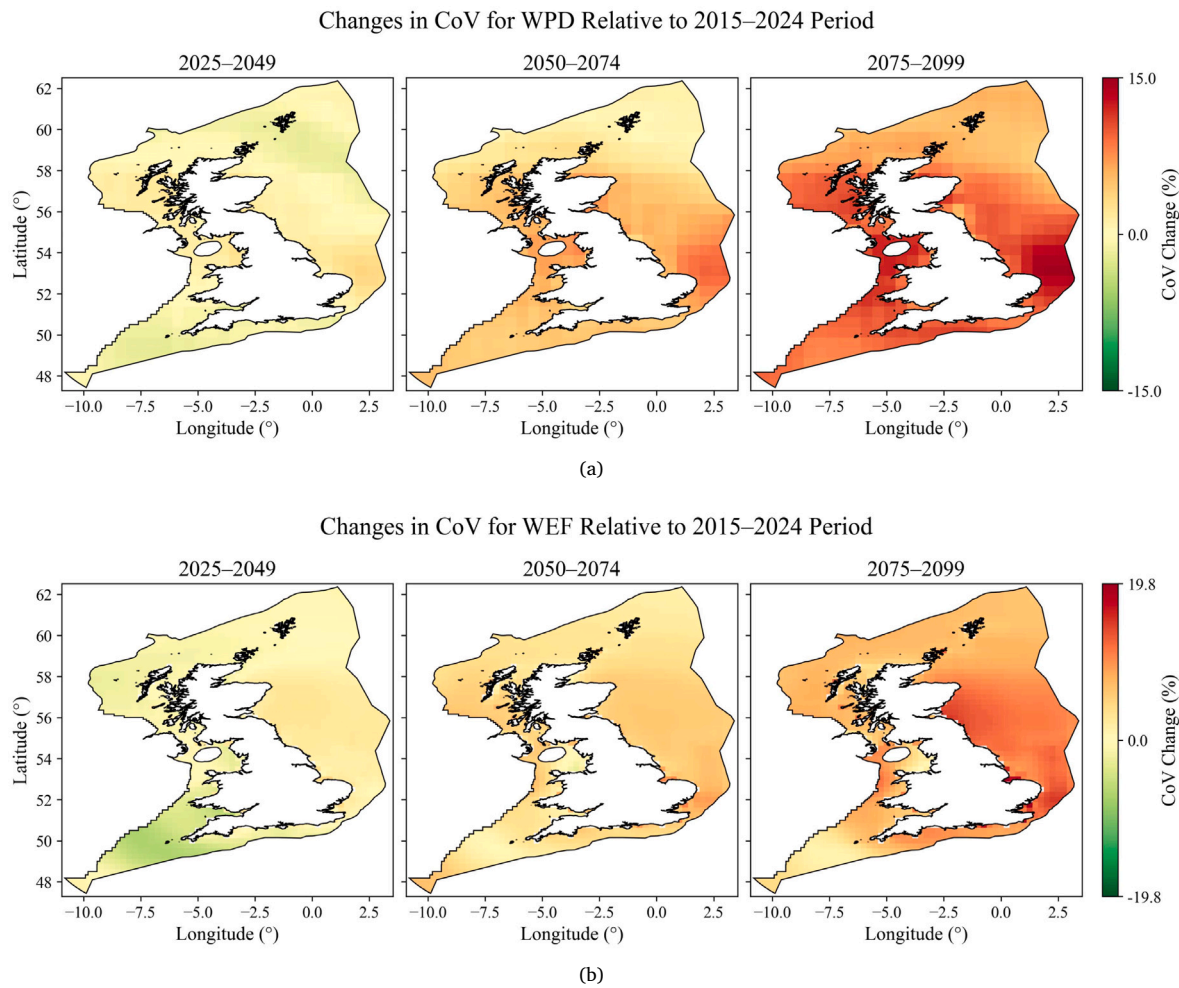 Changes in CoV for WPD Relative to 2015–2024 Period
2025–2049 2050–2074 2075–2099
62
60
58
56
54
52
50
48
Latitude (°)
−10.0 −7.5 −5.0 −2.5 0.0 2.5
−10.0 −7.5 −5.0 −2.5 0.0 2.5
−10.0 −7.5 −5.0 −2.5 0.0 2.5
Longitude (°) Longitude (°) Longitude (°)
15.0
0.0
-15.0
CoV Change (%)
(a)
Changes in CoV for WEF Relative to 2015–2024 Period
2025–2049 2050–2074 2075–2099
62
60
58
56
54
52
50
48
Latitude (°)
−10.0 −7.5 −5.0 −2.5 0.0 2.5
−10.0 −7.5 −5.0 −2.5 0.0 2.5
−10.0 −7.5 −5.0 −2.5 0.0 2.5
Longitude (°) Longitude (°) Longitude (°)
19.8
0.0
-19.8
CoV Change (%)
(b)